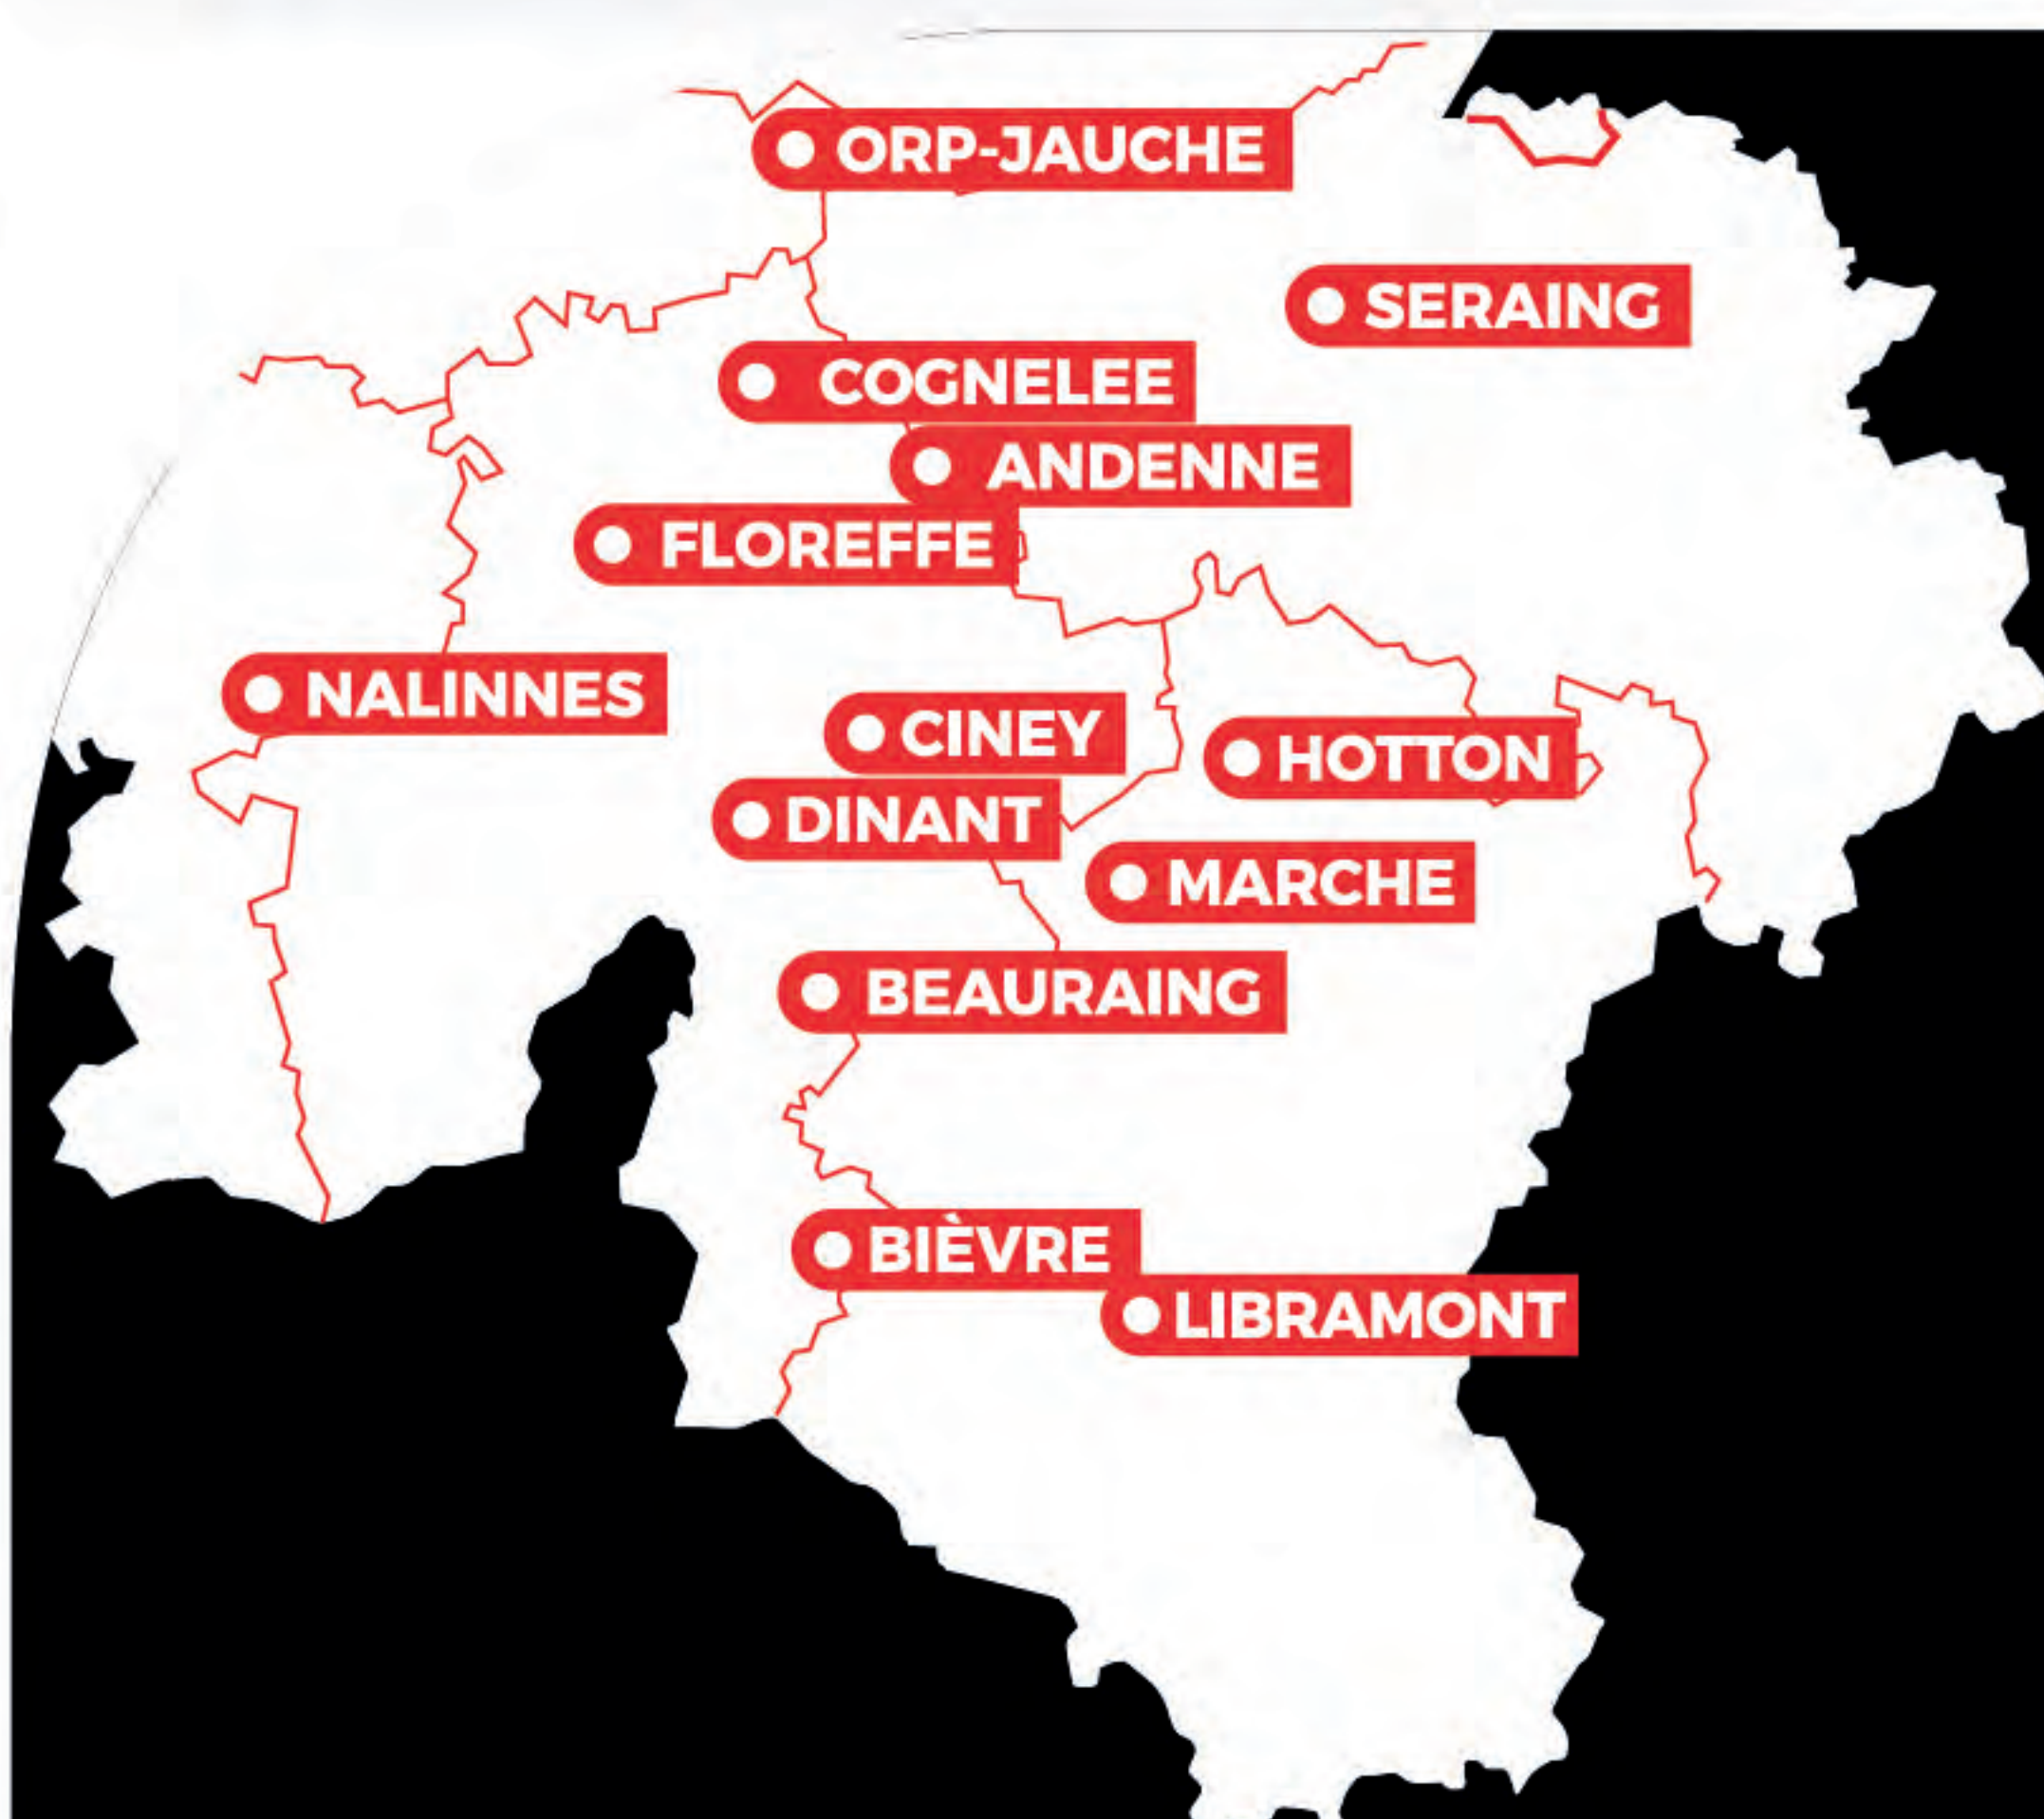 ORP-JAUCHE
SERAING
COGNELEE
ANDENNE
FLOREFFE
NALINNES
CINEY
HOTTON
DINANT
MARCHE
BEAURAING
BIÈVRE
LIBRAMONT